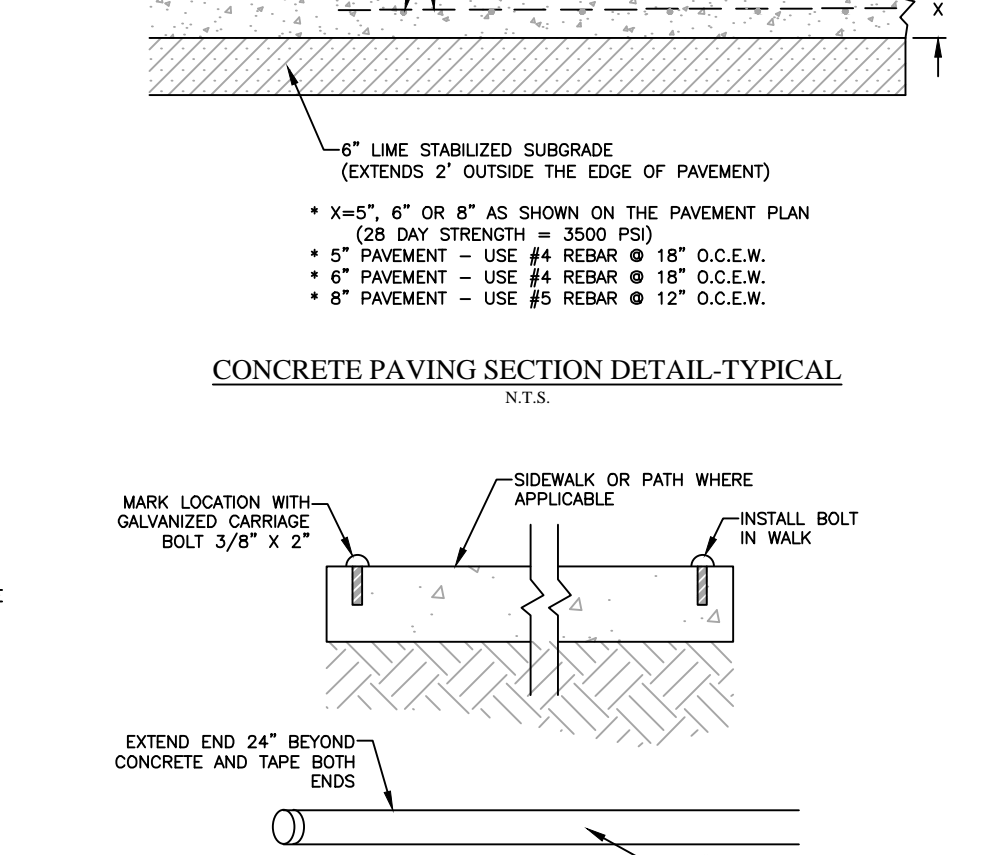 X
6" LIME STABILIZED SUBGRADE
(EXTENDS 2' OUTSIDE THE EDGE OF PAVEMENT)
* X=5", 6" OR 8" AS SHOWN ON THE PAVEMENT PLAN
(28 DAY STRENGTH = 3500 PSI)
* 5" PAVEMENT – USE #4 REBAR @ 18" O.C.E.W.
* 6" PAVEMENT – USE #4 REBAR @ 18" O.C.E.W.
* 8" PAVEMENT – USE #5 REBAR @ 12" O.C.E.W.
CONCRETE PAVING SECTION DETAIL-TYPICAL
N.T.S.
SIDEWALK OR PATH WHERE
APPLICABLE
MARK LOCATION WITH
GALVANIZED CARRIAGE
BOLT 3/8" X 2"
INSTALL BOLT
IN WALK
EXTEND END 24" BEYOND
CONCRETE AND TAPE BOTH
ENDS